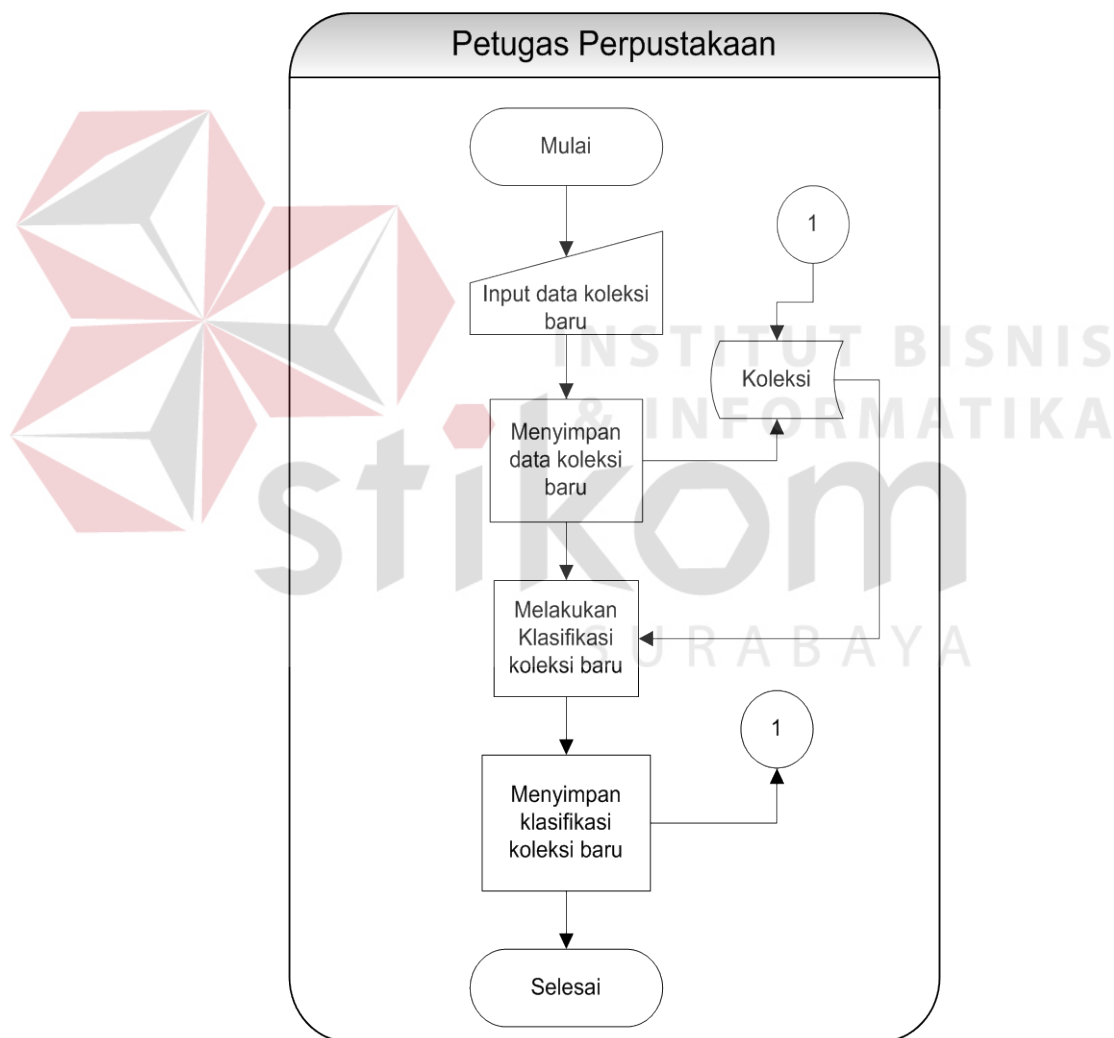 Petugas Perpustakaan
Mulai
1
Input data koleksi
baru
INSTITUT BISNIS
& INFORMATIKA
Koleksi
Menyimpan
data koleksi
baru
stikom
SURABAYA
Melakukan
Klasifikasi
koleksi baru
1
Menyimpan
klasifikasi
koleksi baru
Selesai